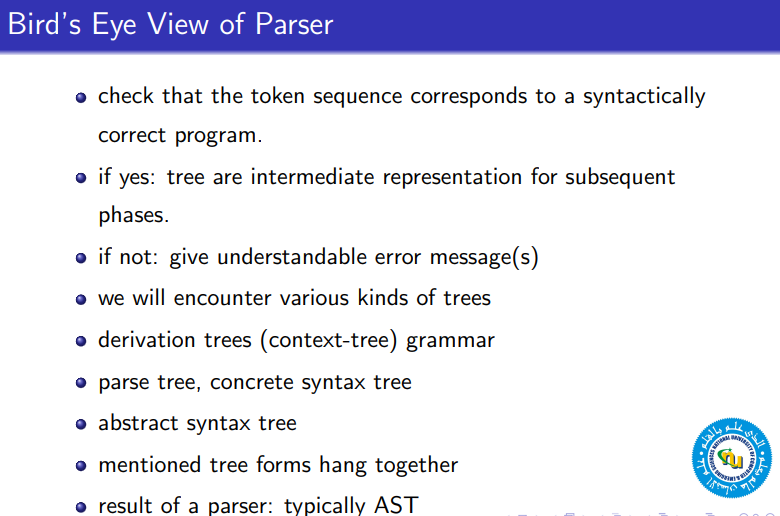 Bird's Eye View of Parser
check that the token sequence corresponds to a syntactically
correct program.
if yes: tree are intermediate representation for subsequent
phases.
if not: give understandable error message(s)
we will encounter various kinds of trees
derivation trees (context-tree) grammar
parse tree, concrete syntax tree
abstract syntax tree
mentioned tree forms hang together
result of a parser: typically AST